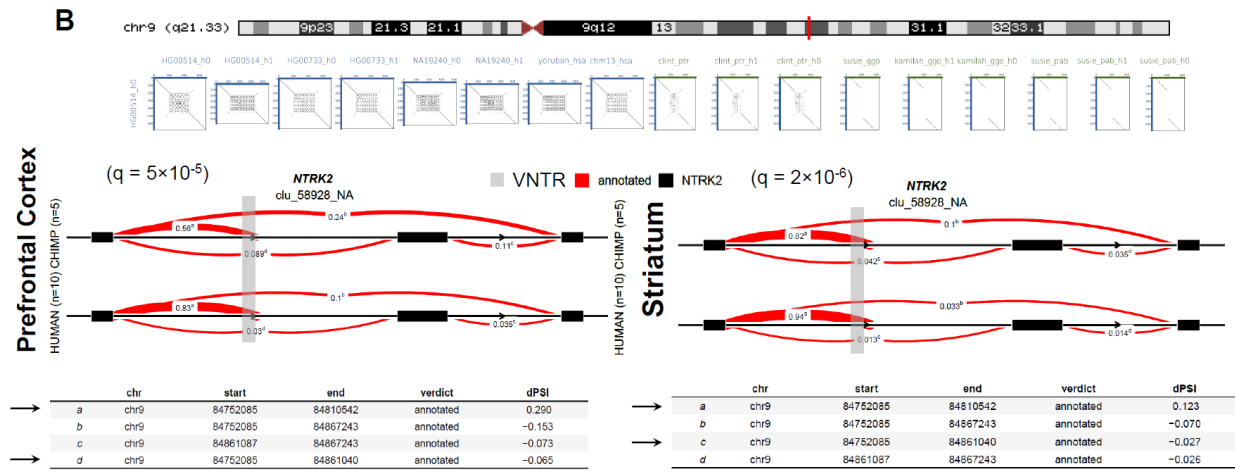 B
chr9 (q21.33)
9p23 21.3 21.1 9q12 13 31.1 32 33.1
HG00514_h0 HG00514_h1 HG00733_h0 HG00733_h1 NA19240_h0 NA19240_h1 yoruban_hsa chm13_hsa clint_ptr clint_ptr_h1 clint_ptr_h0 susie_ggo kamilah_ggo_h1 kamilah_ggo_h0 susie_pab susie_pab_h1 susie_pab_h0
HG00514_h0
Prefrontal Cortex
(q = 5×10-5)
NTRK2
clu_58928_NA
VNTR annotated NTRK2
HUMAN (n=10) CHIMP (n=5)
0.24b
0.56a
0.089d
0.11c
0.1b
0.83a
0.03d
0.035c
chr start end verdict dPSI
a chr9 84752085 84810542 annotated 0.290
b chr9 84752085 84867243 annotated −0.153
c chr9 84861087 84867243 annotated −0.073
d chr9 84752085 84861040 annotated −0.065
Striatum
(q = 2×10-6)
NTRK2
clu_58928_NA
HUMAN (n=10) CHIMP (n=5)
0.1b
0.82a
0.042c
0.035d
0.033b
0.94a
0.013c
0.014d
chr start end verdict dPSI
a chr9 84752085 84810542 annotated 0.123
b chr9 84752085 84867243 annotated −0.070
c chr9 84752085 84861040 annotated −0.027
d chr9 84861087 84867243 annotated −0.026